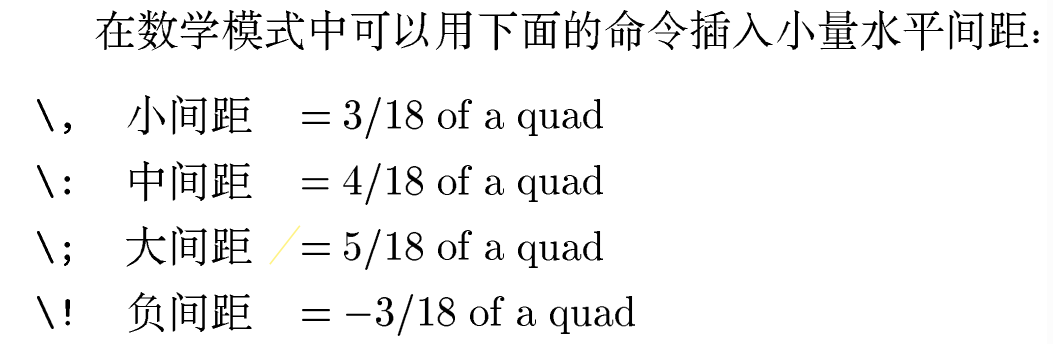 在数学模式中可以用下面的命令插入小量水平间距：
\, 小间距 = 3/18 of a quad
\: 中间距 = 4/18 of a quad
\; 大间距 = 5/18 of a quad
\! 负间距 = −3/18 of a quad